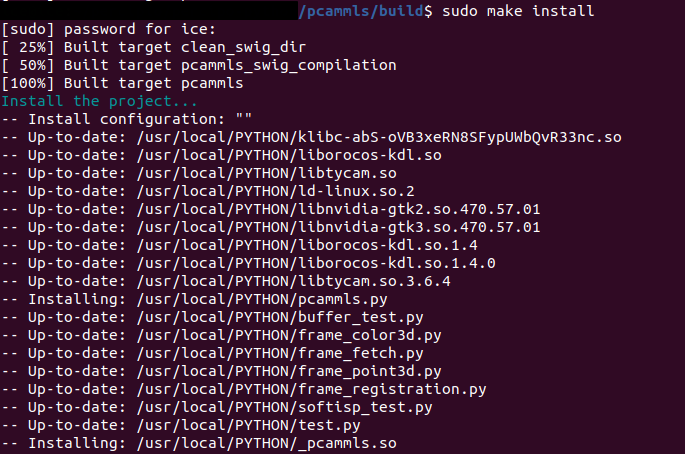 /pcammls/build$ sudo make install
[sudo] password for ice:
[ 25%] Built target clean_swig_dir
[ 50%] Built target pcammls_swig_compilation
[100%] Built target pcammls
Install the project...
-- Install configuration: ""
-- Up-to-date: /usr/local/PYTHON/klibc-abS-oVB3xeRN8SFypUWbQvR33nc.so
-- Up-to-date: /usr/local/PYTHON/liborocos-kdl.so
-- Up-to-date: /usr/local/PYTHON/libtycam.so
-- Up-to-date: /usr/local/PYTHON/ld-linux.so.2
-- Up-to-date: /usr/local/PYTHON/libnvidia-gtk2.so.470.57.01
-- Up-to-date: /usr/local/PYTHON/libnvidia-gtk3.so.470.57.01
-- Up-to-date: /usr/local/PYTHON/liborocos-kdl.so.1.4
-- Up-to-date: /usr/local/PYTHON/liborocos-kdl.so.1.4.0
-- Up-to-date: /usr/local/PYTHON/libtycam.so.3.6.4
-- Installing: /usr/local/PYTHON/pcammls.py
-- Up-to-date: /usr/local/PYTHON/buffer_test.py
-- Up-to-date: /usr/local/PYTHON/frame_color3d.py
-- Up-to-date: /usr/local/PYTHON/frame_fetch.py
-- Up-to-date: /usr/local/PYTHON/frame_point3d.py
-- Up-to-date: /usr/local/PYTHON/frame_registration.py
-- Up-to-date: /usr/local/PYTHON/softisp_test.py
-- Up-to-date: /usr/local/PYTHON/test.py
-- Installing: /usr/local/PYTHON/_pcammls.so